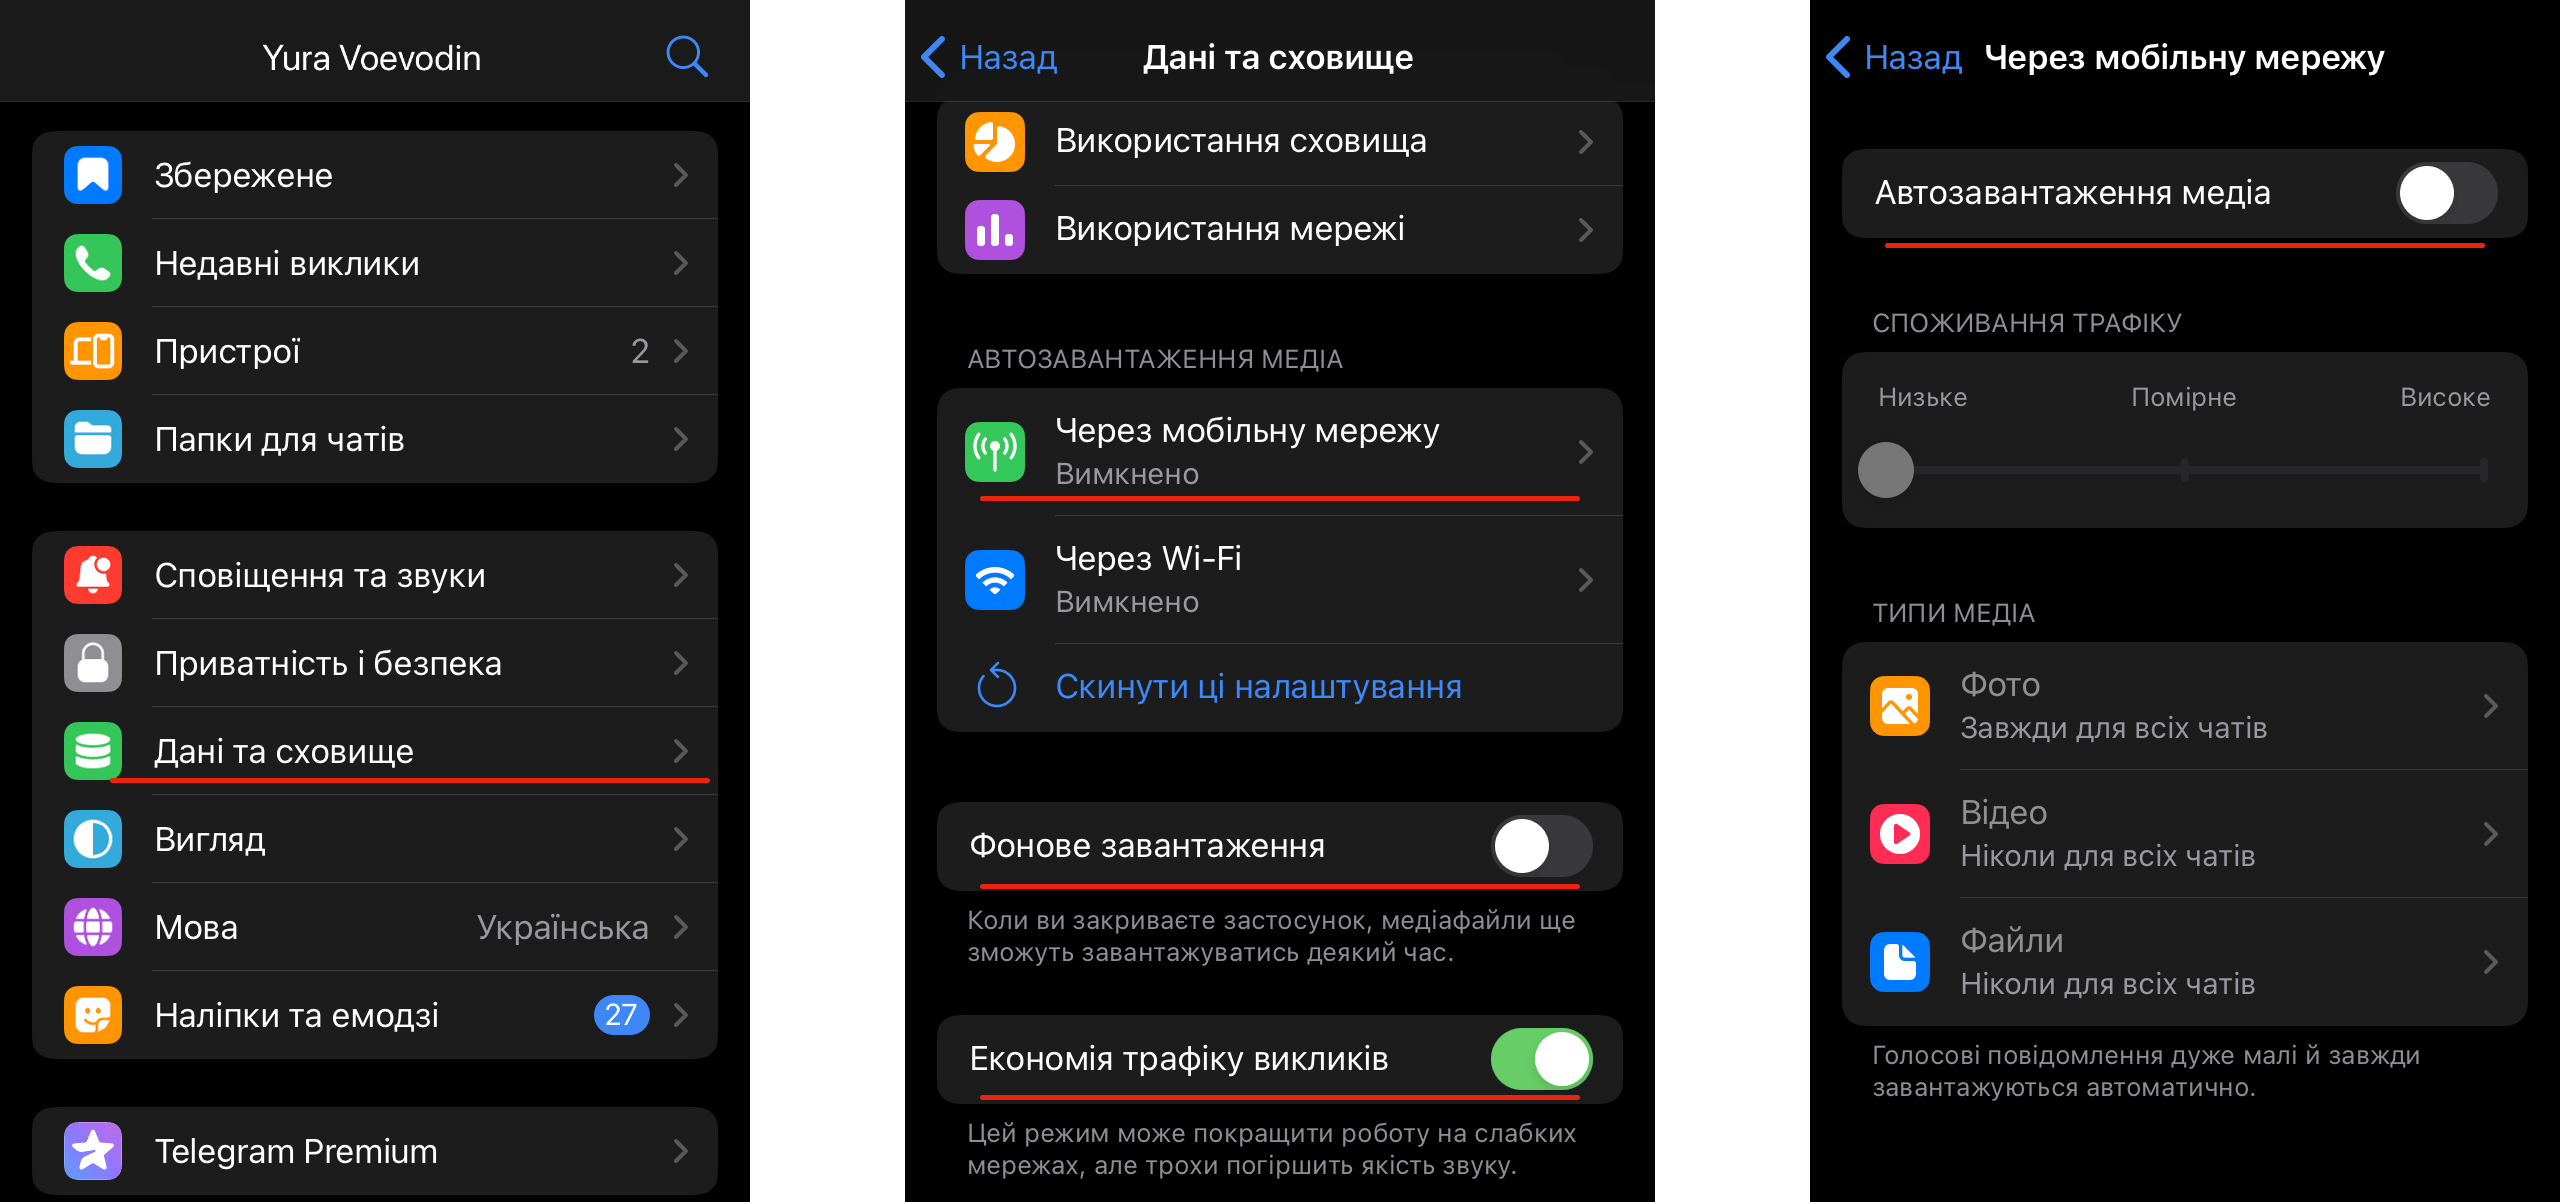 Yura Voevodin
Збережене
Недавні виклики
Пристрої 2
Папки для чатів
Сповіщення та звуки
Приватність і безпека
Дані та сховище
Вигляд
Мова Українська
Наліпки та емодзі 27
Telegram Premium
Назад Дані та сховище
Використання сховища
Використання мережі
АВТОЗАВАНТАЖЕННЯ МЕДІА
Через мобільну мережу
Вимкнено
Через Wi-Fi
Вимкнено
Скинути ці налаштування
Фонове завантаження
Коли ви закриваєте застосунок, медіафайли ще
зможуть завантажуватись деякий час.
Економія трафіку викликів
Цей режим може покращити роботу на слабких
мережах, але трохи погіршить якість звуку.
Назад Через мобільну мережу
Автозавантаження медіа
СПОЖИВАННЯ ТРАФІКУ
Низьке Помірне Високе
ТИПИ МЕДІА
Фото
Завжди для всіх чатів
Відео
Ніколи для всіх чатів
Файли
Ніколи для всіх чатів
Голосові повідомлення дуже малі й завжди
завантажуються автоматично.